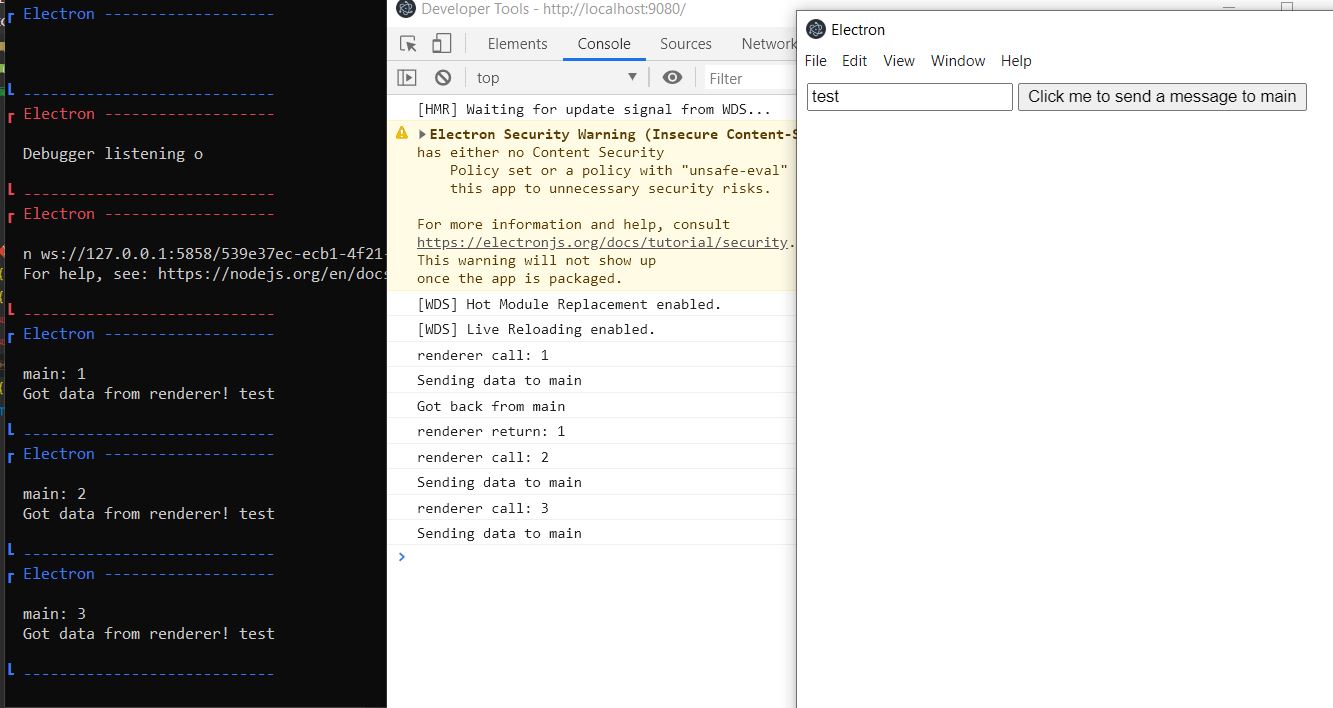 Electron -------------------
----------------------------
Electron -------------------
Debugger listening o
----------------------------
Electron -------------------
n ws://127.0.0.1:5858/539e37ec-ecb1-4f21-
For help, see: https://nodejs.org/en/docs
----------------------------
Electron -------------------
main: 1
Got data from renderer! test
----------------------------
Electron -------------------
main: 2
Got data from renderer! test
----------------------------
Electron -------------------
main: 3
Got data from renderer! test
----------------------------
Developer Tools - http://localhost:9080/
Elements Console Sources Network
top Filter
[HMR] Waiting for update signal from WDS...
Electron Security Warning (Insecure Content-S
has either no Content Security
Policy set or a policy with "unsafe-eval"
this app to unnecessary security risks.
For more information and help, consult
https://electronjs.org/docs/tutorial/security.
This warning will not show up
once the app is packaged.
[WDS] Hot Module Replacement enabled.
[WDS] Live Reloading enabled.
renderer call: 1
Sending data to main
Got back from main
renderer return: 1
renderer call: 2
Sending data to main
renderer call: 3
Sending data to main
Electron
File Edit View Window Help
test Click me to send a message to main